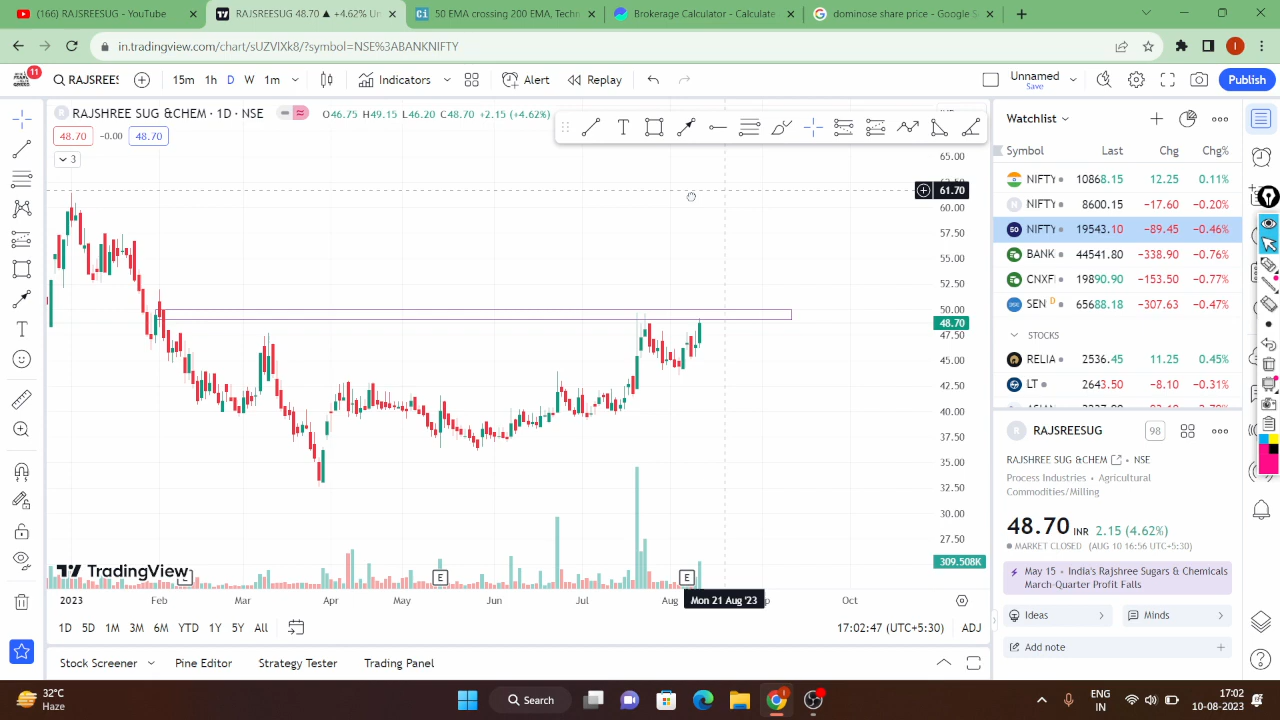 (166) RAJSREESUG - YouTube
RAJSREESUG 48.70 ▲ +4.62% Un
50 EMA crossing 200 EMA, Techn
Brokerage Calculator - Calculate
dominose share price - Google S
in.tradingview.com/chart/sUZVIXk8/?symbol=NSE%3ABANKNIFTY
11
RAJSREES
15m 1h D W 1m
Indicators
Alert
Replay
Unnamed
Save
Publish
RAJSHREE SUG &CHEM · 1D · NSE
O46.75 H49.15 L46.20 C48.70 +2.15 (+4.62%)
48.70 −0.00 48.70
3
65.00
61.70
60.00
57.50
55.00
52.50
50.00
48.70
47.50
45.00
42.50
40.00
37.50
35.00
32.50
30.00
27.50
309.508K
TradingView
E
E
2023 Feb Mar Apr May Jun Jul Aug Mon 21 Aug '23 Oct
1D 5D 1M 3M 6M YTD 1Y 5Y All
17:02:47 (UTC+5:30) ADJ
Stock Screener
Pine Editor
Strategy Tester
Trading Panel
Watchlist
Symbol Last Chg Chg%
NIFTY 10868.15 12.25 0.11%
NIFTY 8600.15 −17.60 −0.20%
50 NIFTY 19543.10 −89.45 −0.46%
BANK 44541.80 −338.90 −0.76%
CNXF 19890.90 −153.50 −0.77%
SEN D 65688.18 −307.63 −0.47%
STOCKS
RELIA 2536.45 11.25 0.45%
LT 2643.50 −8.10 −0.31%
R RAJSREESUG 98
RAJSHREE SUG &CHEM • NSE
Process Industries • Agricultural
Commodities/Milling
48.70 INR 2.15 (4.62%)
MARKET CLOSED (AUG 10 16:56 UTC+5:30)
May 15 • India's Rajshree Sugars & Chemicals
March-Quarter Profit Falls
Ideas
Minds
Add note
32°C
Haze
Search
ENG
IN
17:02
10-08-2023